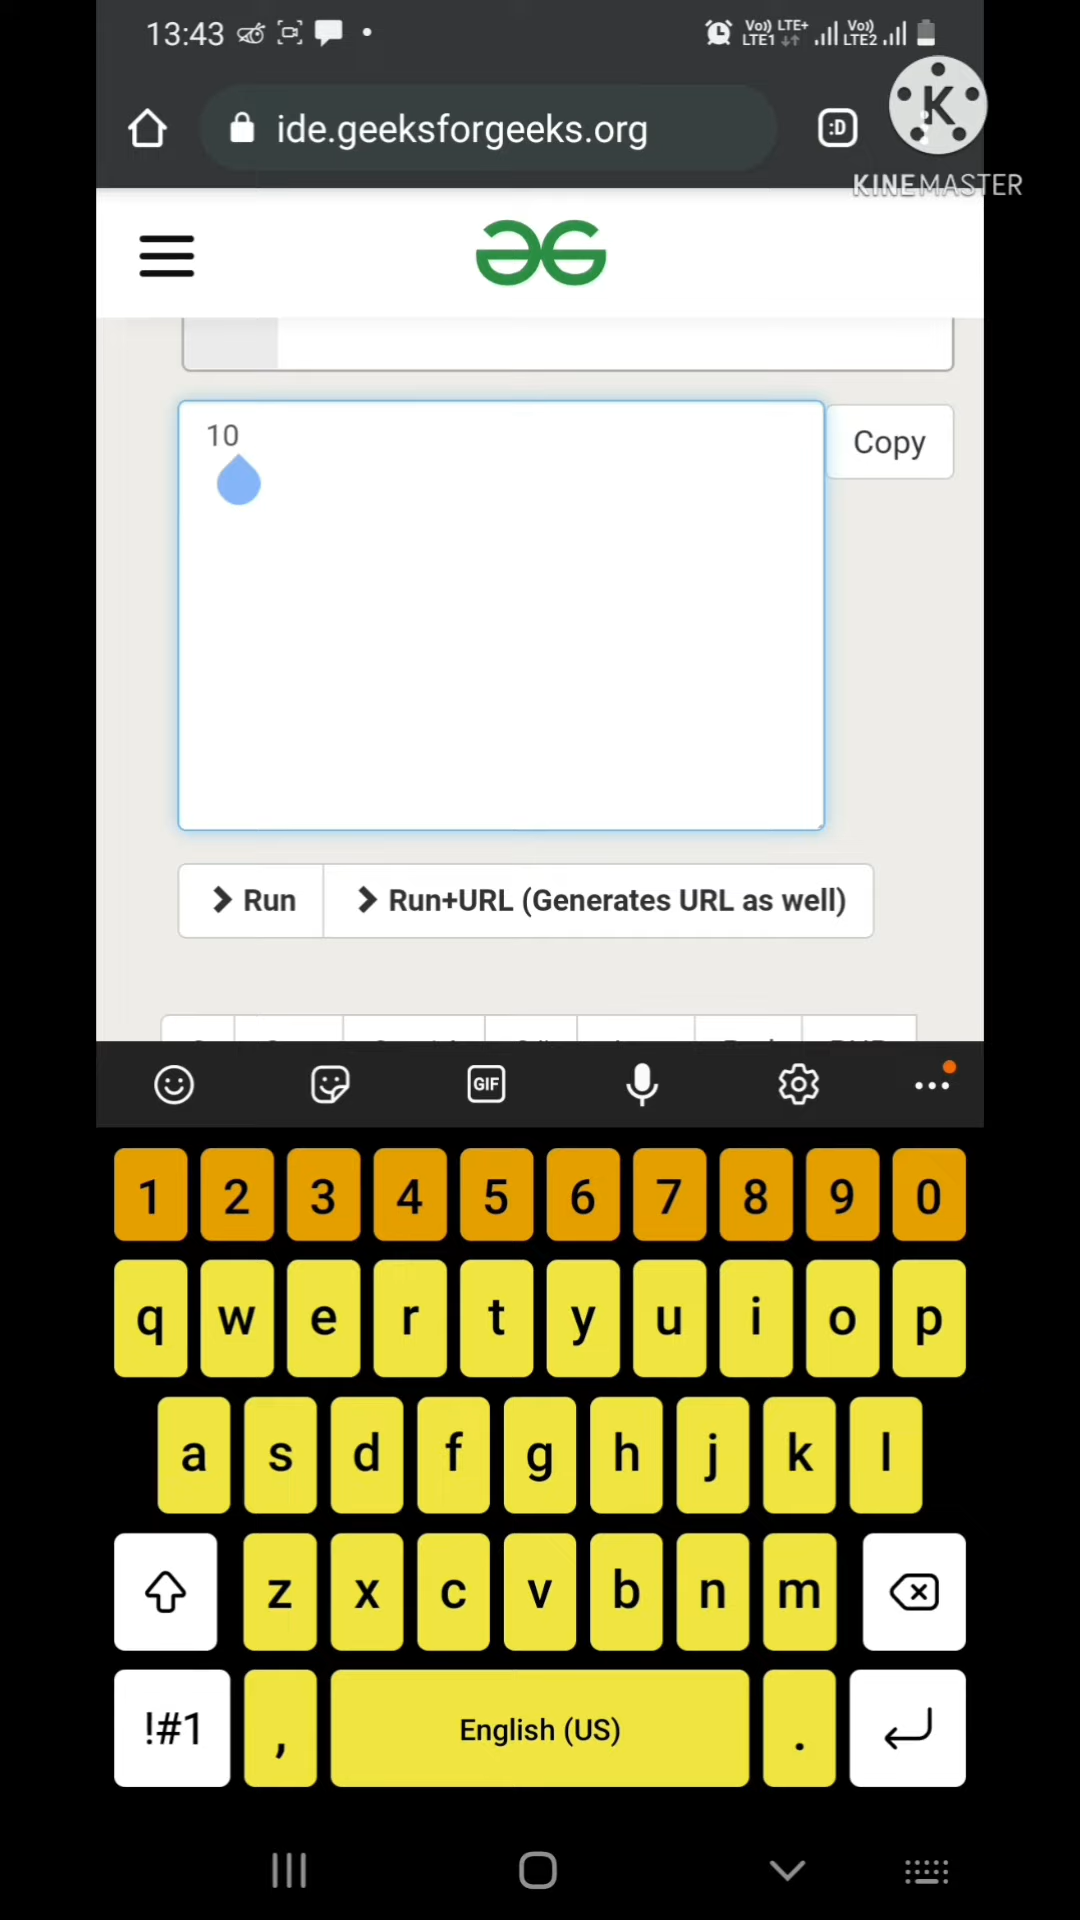 13:43 Vo)) LTE+ LTE1 Vo)) LTE2
ide.geeksforgeeks.org :D K
KINEMASTER
10
Copy
Run Run+URL (Generates URL as well)
GIF
1 2 3 4 5 6 7 8 9 0
q w e r t y u i o p
a s d f g h j k l
z x c v b n m
!#1 , English (US) .